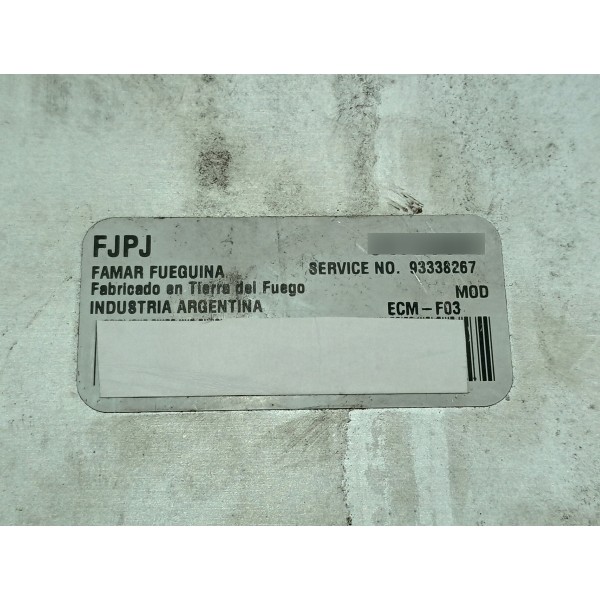 FJPJ
FAMAR FUEGUINA SERVICE NO. 93338267
Fabricado en Tierra del Fuego MOD
INDUSTRIA ARGENTINA ECM-F03